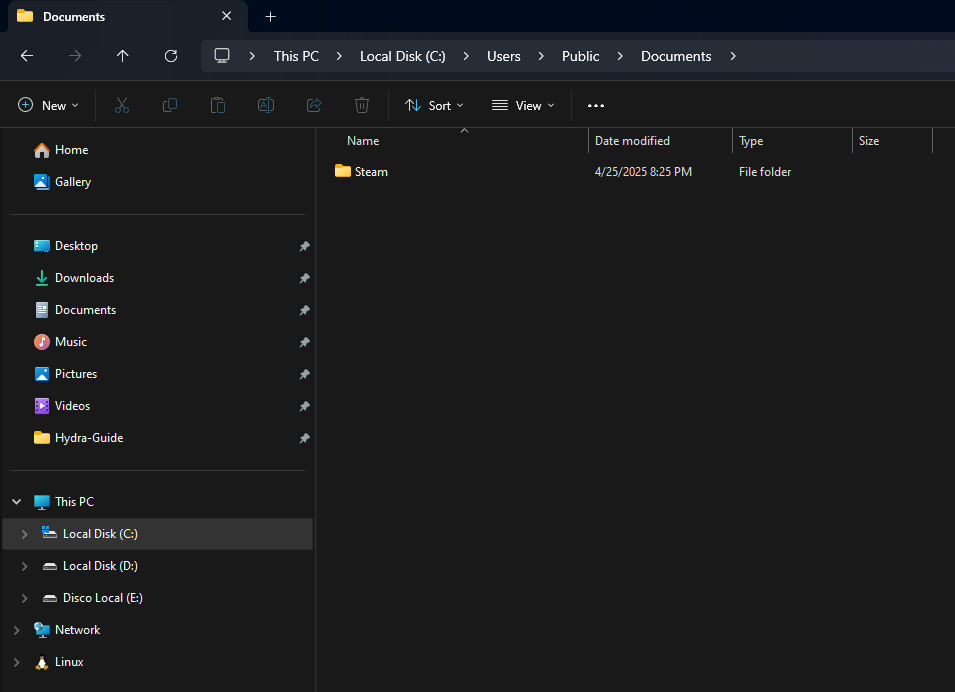 Documents
This PC Local Disk (C:) Users Public Documents
New Sort View
Name Date modified Type Size
Steam 4/25/2025 8:25 PM File folder
Home
Gallery
Desktop
Downloads
Documents
Music
Pictures
Videos
Hydra-Guide
This PC
Local Disk (C:)
Local Disk (D:)
Disco Local (E:)
Network
Linux